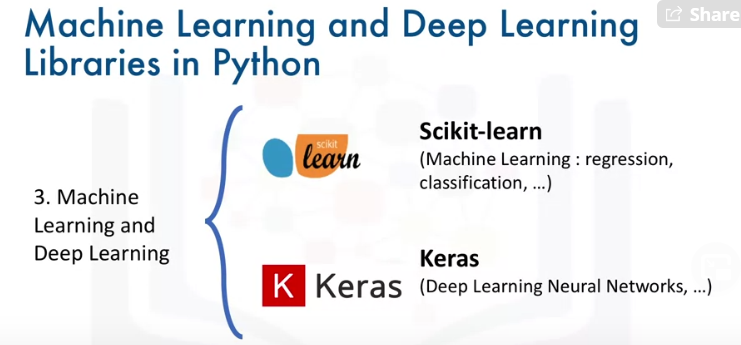 Share
Machine Learning and Deep Learning
Libraries in Python
3. Machine
Learning and
Deep Learning
scikit
learn
Scikit-learn
(Machine Learning : regression,
classification, ...)
K Keras
Keras
(Deep Learning Neural Networks, ...)